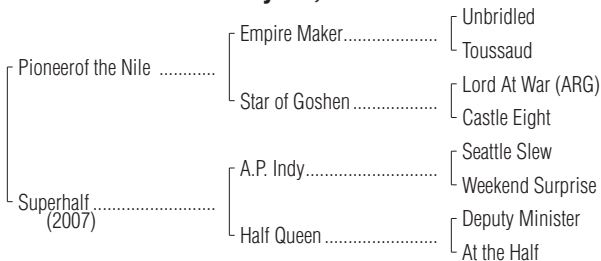 Unbridled
Empire Maker....................
Toussaud
Pioneerof the Nile ............
Lord At War (ARG)
Star of Goshen ..................
Castle Eight
Seattle Slew
A.P. Indy............................
Weekend Surprise
Superhalf ..........................
(2007)
Deputy Minister
Half Queen ........................
At the Half